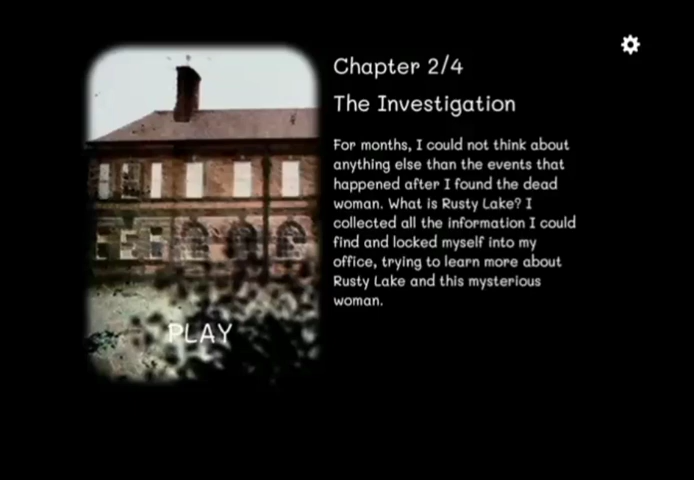 Chapter 2/4
The Investigation
For months, I could not think about
anything else than the events that
happened after I found the dead
woman. What is Rusty Lake? I
collected all the information I could
find and locked myself into my
office, trying to learn more about
Rusty Lake and this mysterious
woman.
PLAY